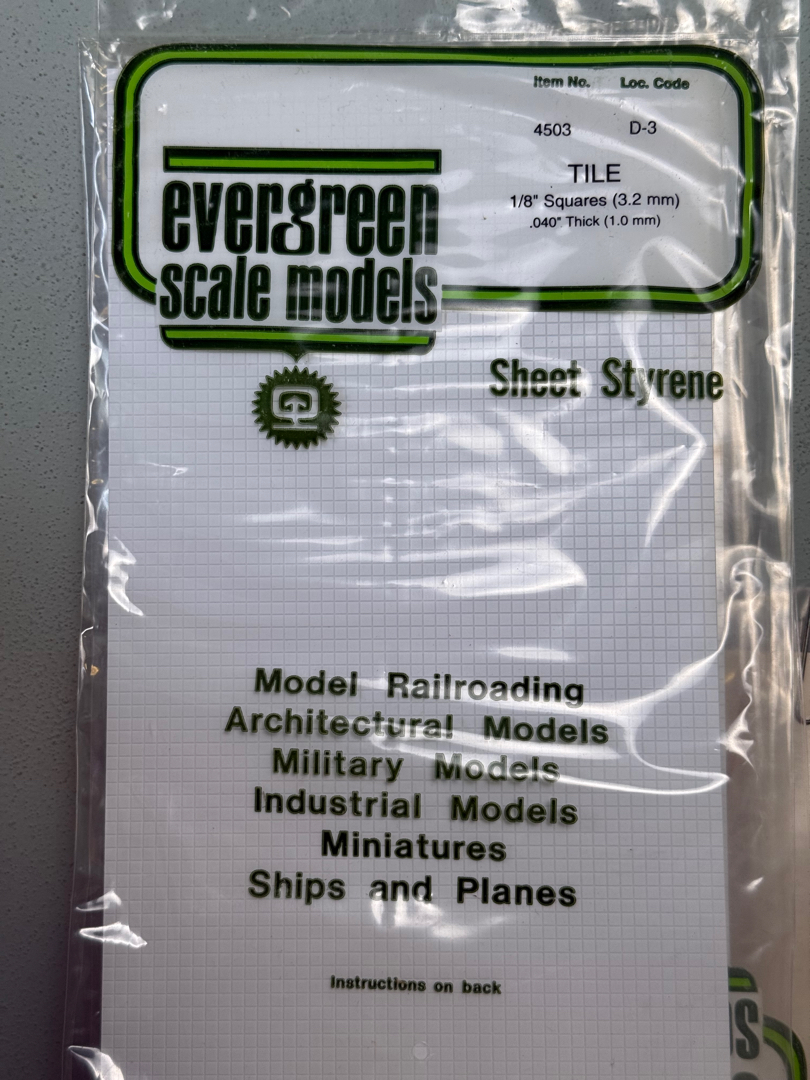 Item No. Loc. Code
4503 D-3
TILE
1/8" Squares (3.2 mm)
.040" Thick (1.0 mm)
evergreen
scale models
Sheet Styrene
Model Railroading
Architectural Models
Military Models
Industrial Models
Miniatures
Ships and Planes
Instructions on back